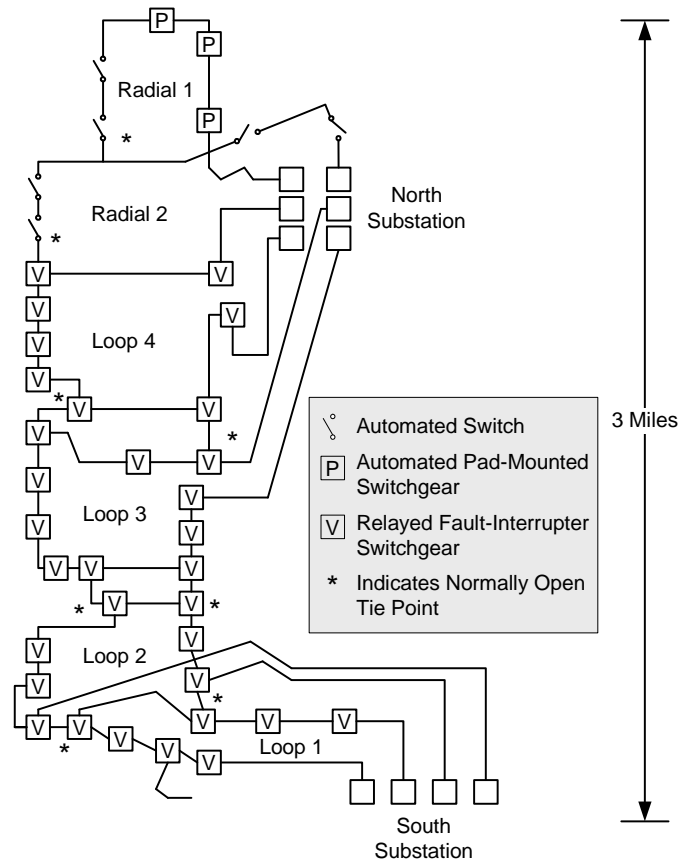 P
P
Radial 1
P
*
Radial 2
North
Substation
*
V V
V
V
V
Loop 4
V
* V V
V
*
V V
V
V
Loop 3
V
V
V V V
* V V *
V
V
Loop 2
V
V
*
V V V V V
V
*
V
Loop 1
V
South
Substation
Automated Switch
P Automated Pad-Mounted
Switchgear
V Relayed Fault-Interrupter
Switchgear
* Indicates Normally Open
Tie Point
3 Miles